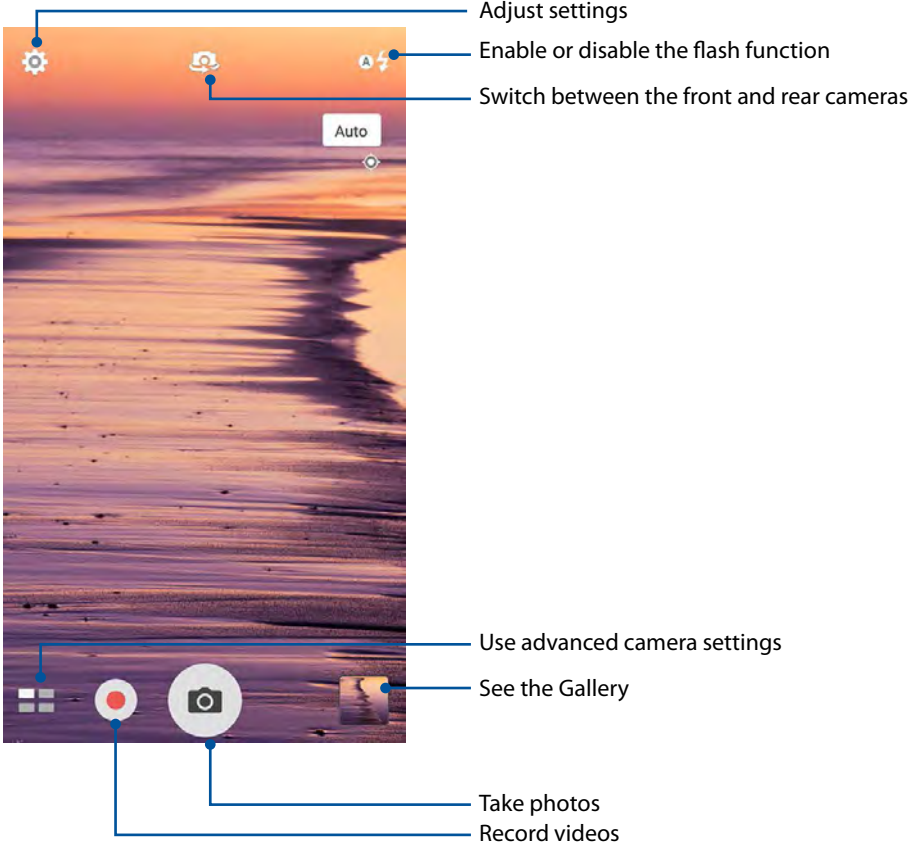 Adjust settings
Enable or disable the flash function
Switch between the front and rear cameras
A
Auto
Use advanced camera settings
See the Gallery
Take photos
Record videos